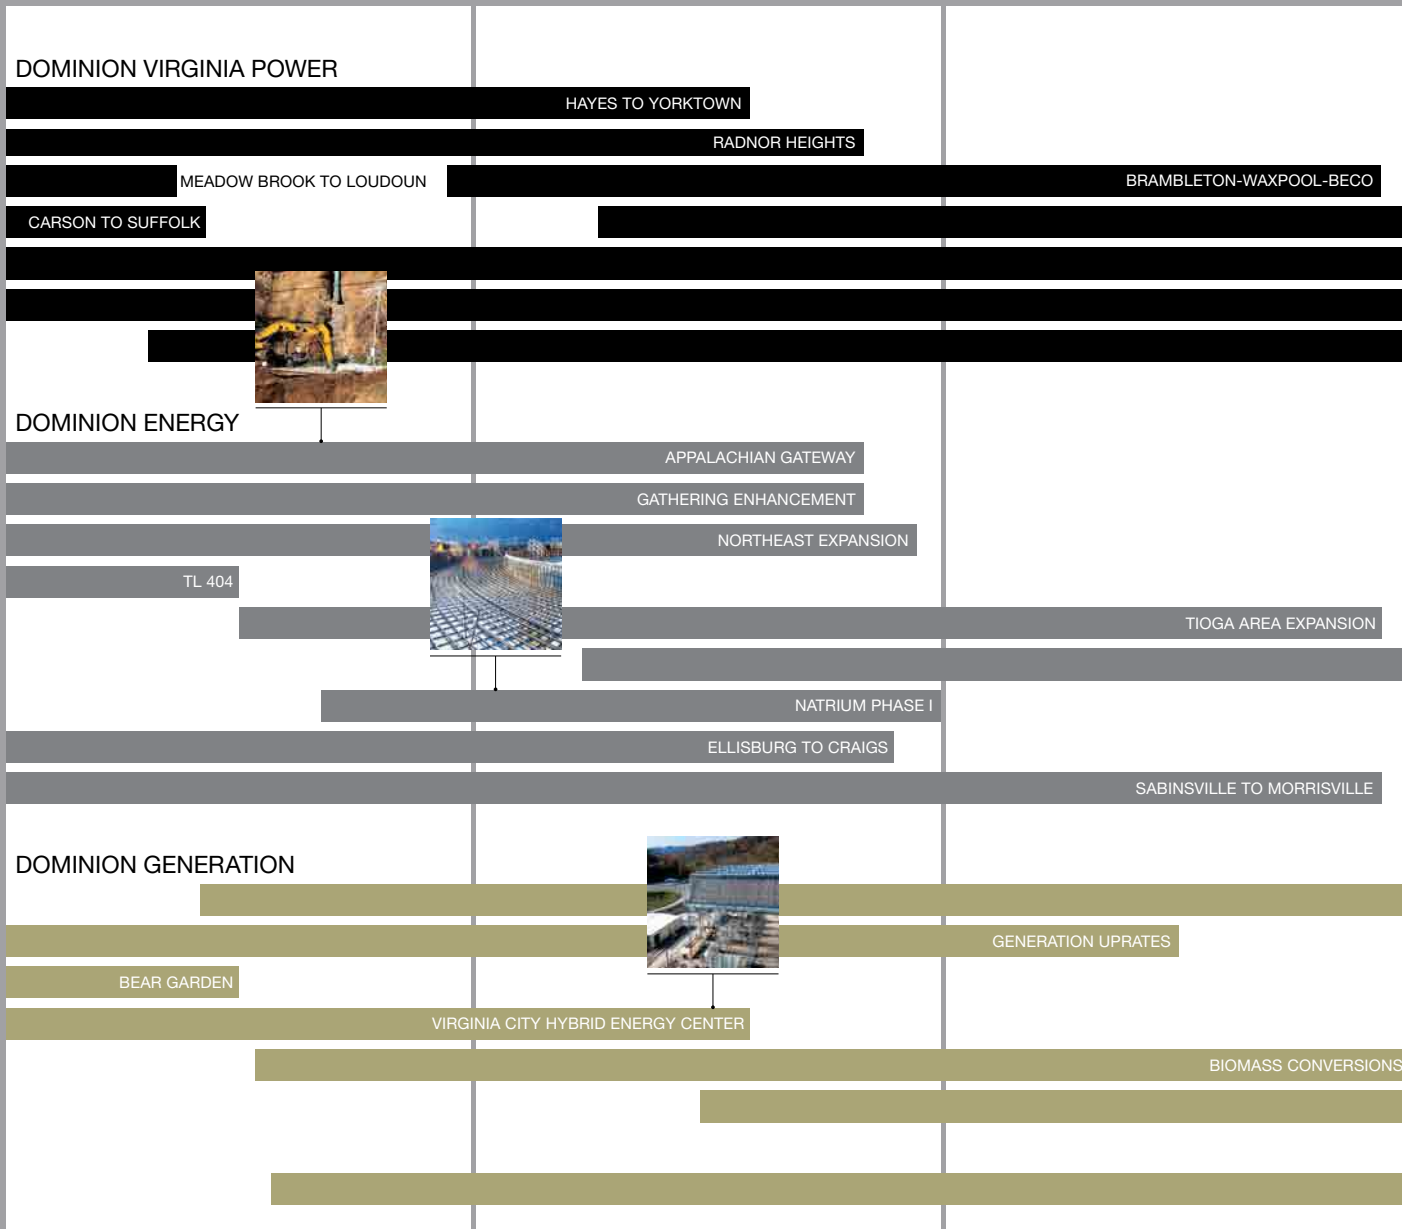 DOMINION VIRGINIA POWER
HAYES TO YORKTOWN
RADNOR HEIGHTS
MEADOW BROOK TO LOUDOUN
BRAMBLETON-WAXPOOL-BECO
CARSON TO SUFFOLK
DOMINION ENERGY
APPALACHIAN GATEWAY
GATHERING ENHANCEMENT
NORTHEAST EXPANSION
TL 404
TIOGA AREA EXPANSION
NATRIUM PHASE I
ELLISBURG TO CRAIGS
SABINSVILLE TO MORRISVILLE
DOMINION GENERATION
GENERATION UPRATES
BEAR GARDEN
VIRGINIA CITY HYBRID ENERGY CENTER
BIOMASS CONVERSIONS